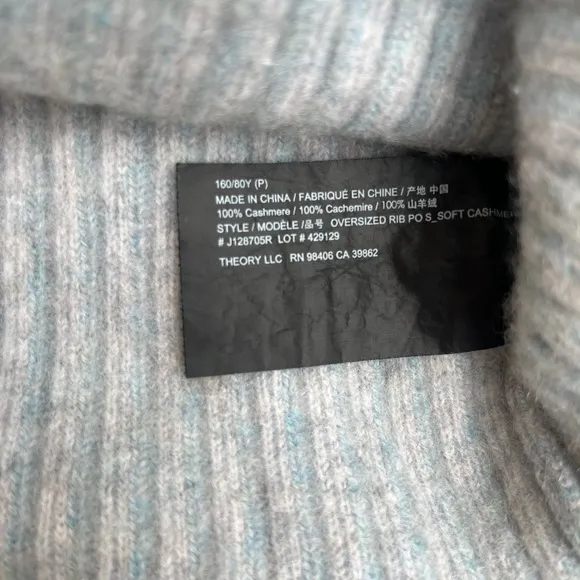 160/80Y (P)
MADE IN CHINA / FABRIQUÉ EN CHINE / 产地 中国
100% Cashmere / 100% Cachemire / 100% 山羊绒
STYLE / MODÈLE /品号 OVERSIZED RIB PO S_SOFT CASHME
# J128705R LOT # 429129
THEORY LLC RN 98406 CA 39862